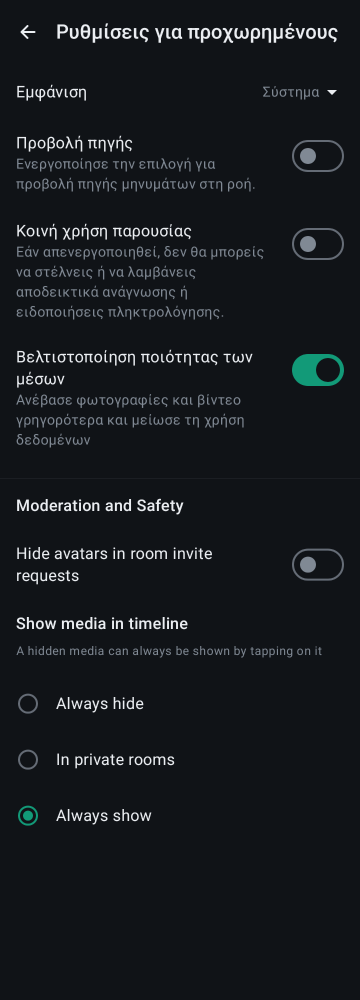 Ρυθμίσεις για προχωρημένους
Εμφάνιση
Σύστημα
Προβολή πηγής
Ενεργοποίησε την επιλογή για
προβολή πηγής μηνυμάτων στη ροή.
Κοινή χρήση παρουσίας
Εάν απενεργοποιηθεί, δεν θα μπορείς
να στέλνεις ή να λαμβάνεις
αποδεικτικά ανάγνωσης ή
ειδοποιήσεις πληκτρολόγησης.
Βελτιστοποίηση ποιότητας των
μέσων
Ανέβασε φωτογραφίες και βίντεο
γρηγορότερα και μείωσε τη χρήση
δεδομένων
Moderation and Safety
Hide avatars in room invite
requests
Show media in timeline
A hidden media can always be shown by tapping on it
Always hide
In private rooms
Always show